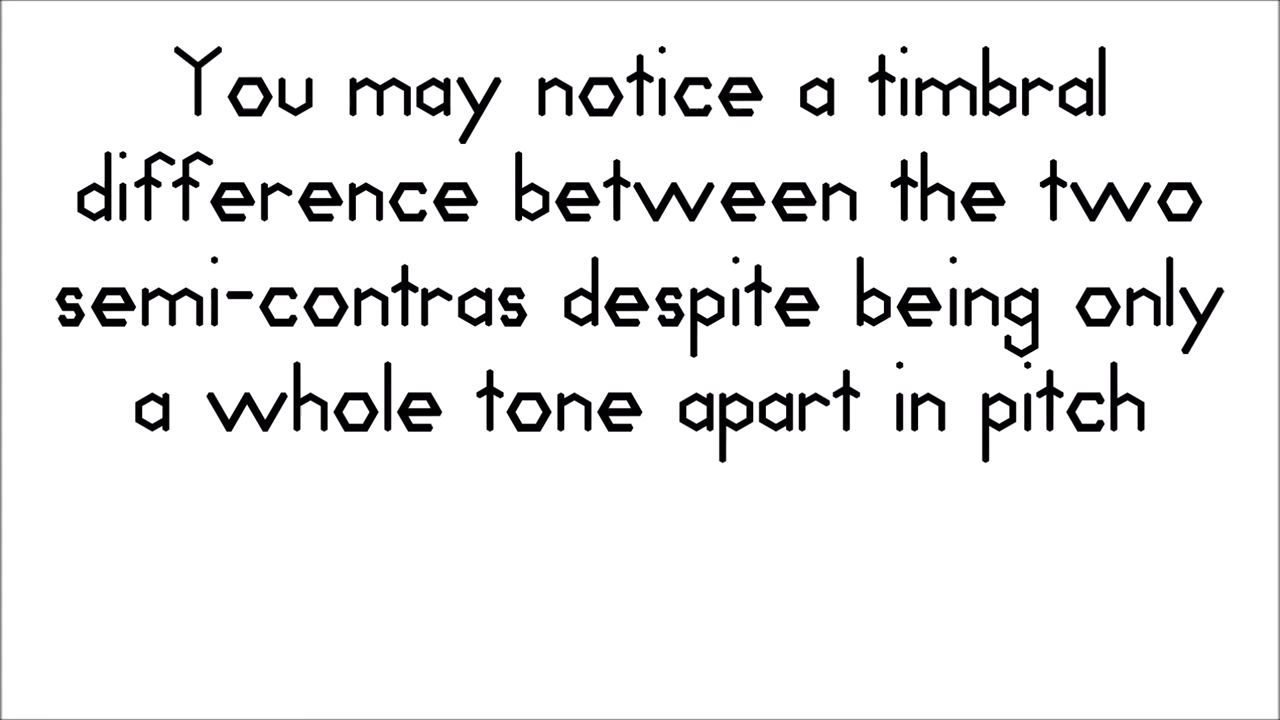 You may notice a timbral
difference between the two
semi-contras despite being only
a whole tone apart in pitch